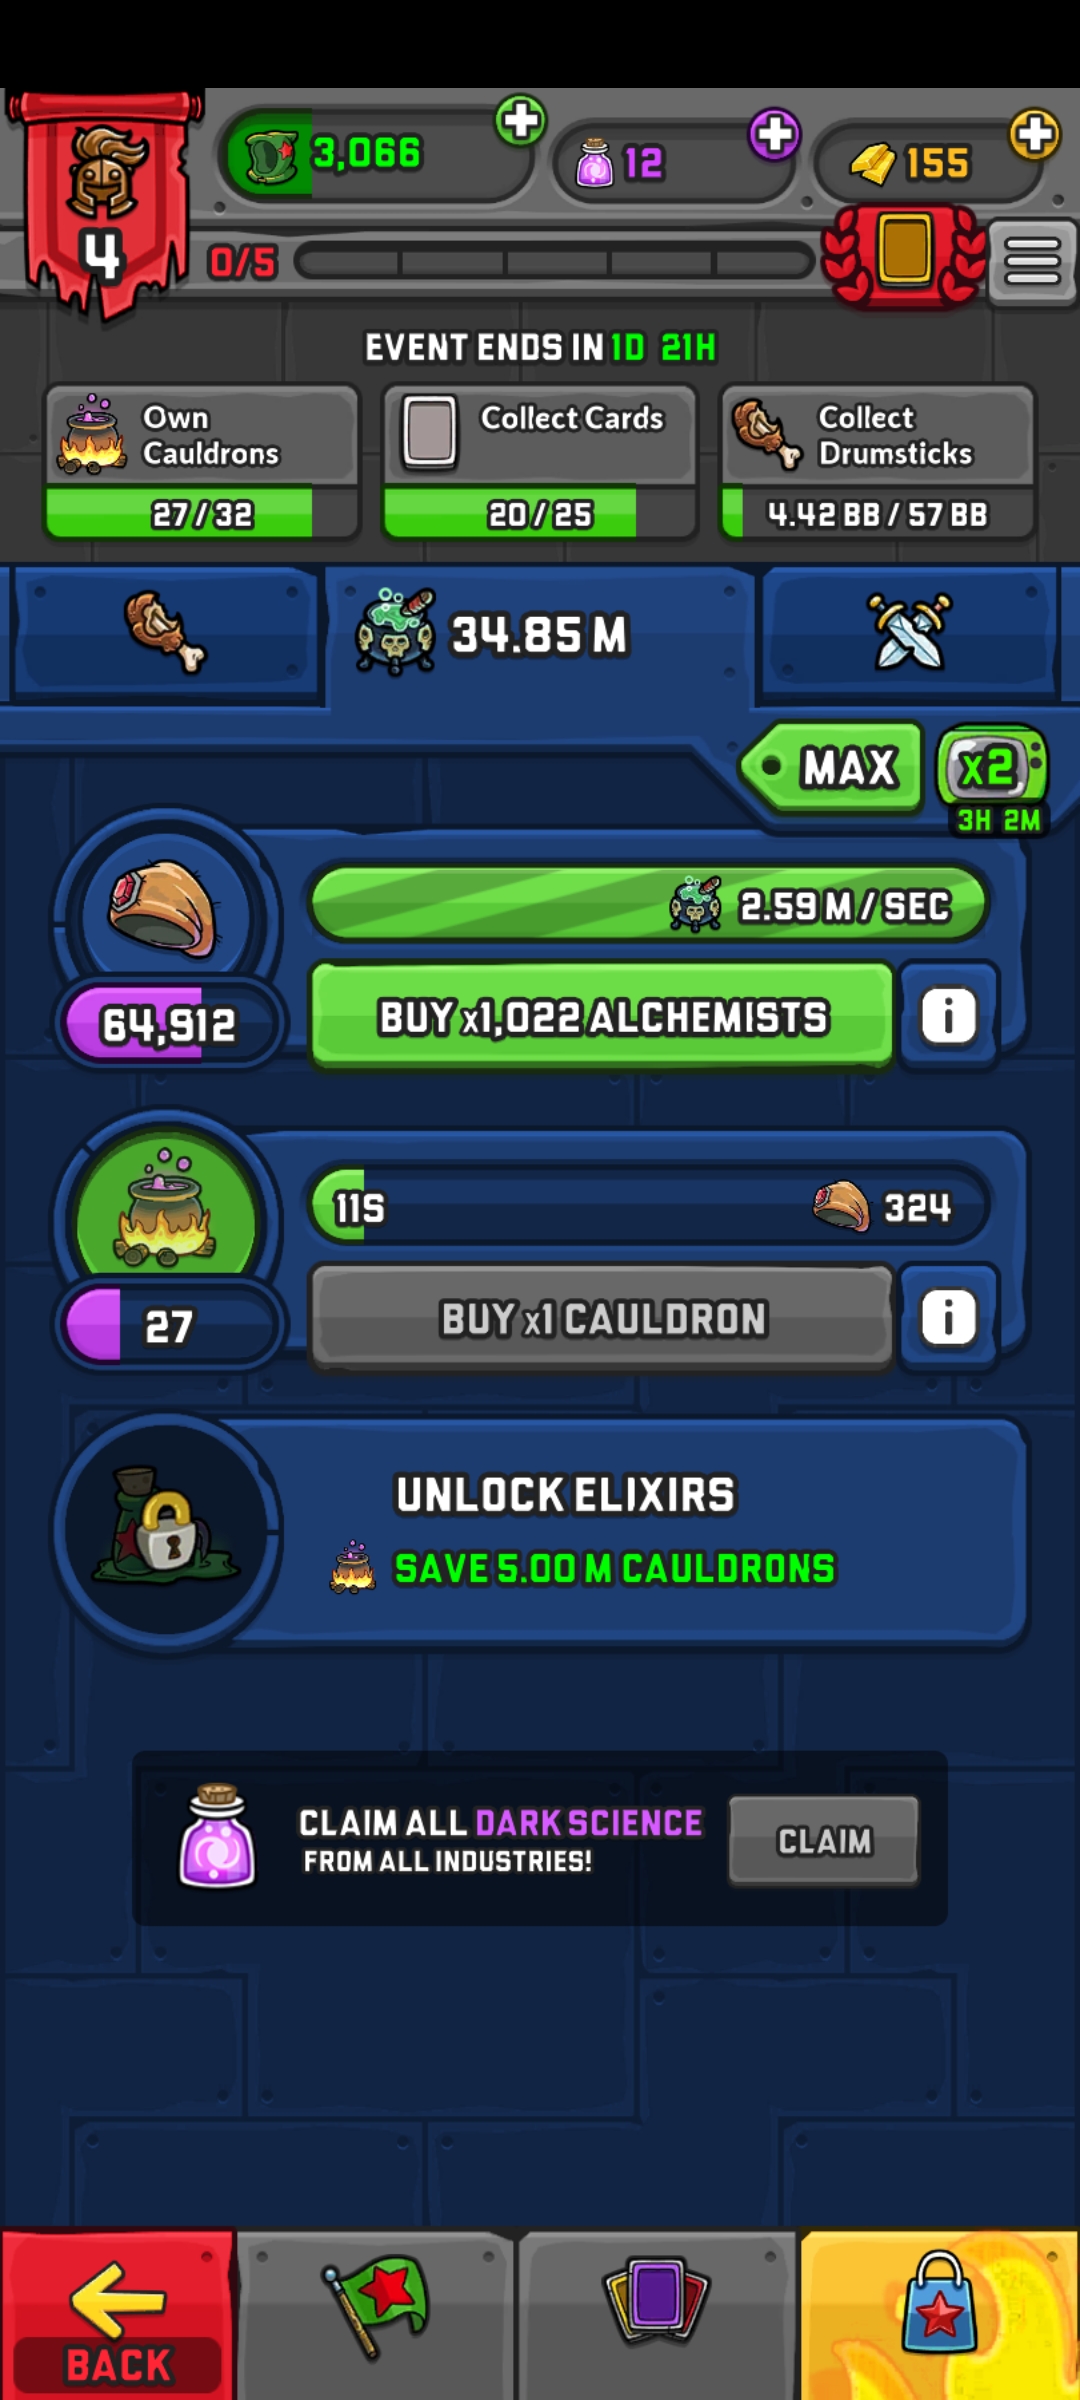 3,066
12
155
4
0/5
EVENT ENDS IN 1D 21H
Own
Cauldrons
27 / 32
Collect Cards
20 / 25
Collect
Drumsticks
4.42 BB / 57 BB
34.85 M
MAX
x2
3H 2M
2.59 M / SEC
64,912
BUY x1,022 ALCHEMISTS
i
11S
324
27
BUY x1 CAULDRON
i
UNLOCK ELIXIRS
SAVE 5.00 M CAULDRONS
CLAIM ALL DARK SCIENCE
FROM ALL INDUSTRIES!
CLAIM
BACK